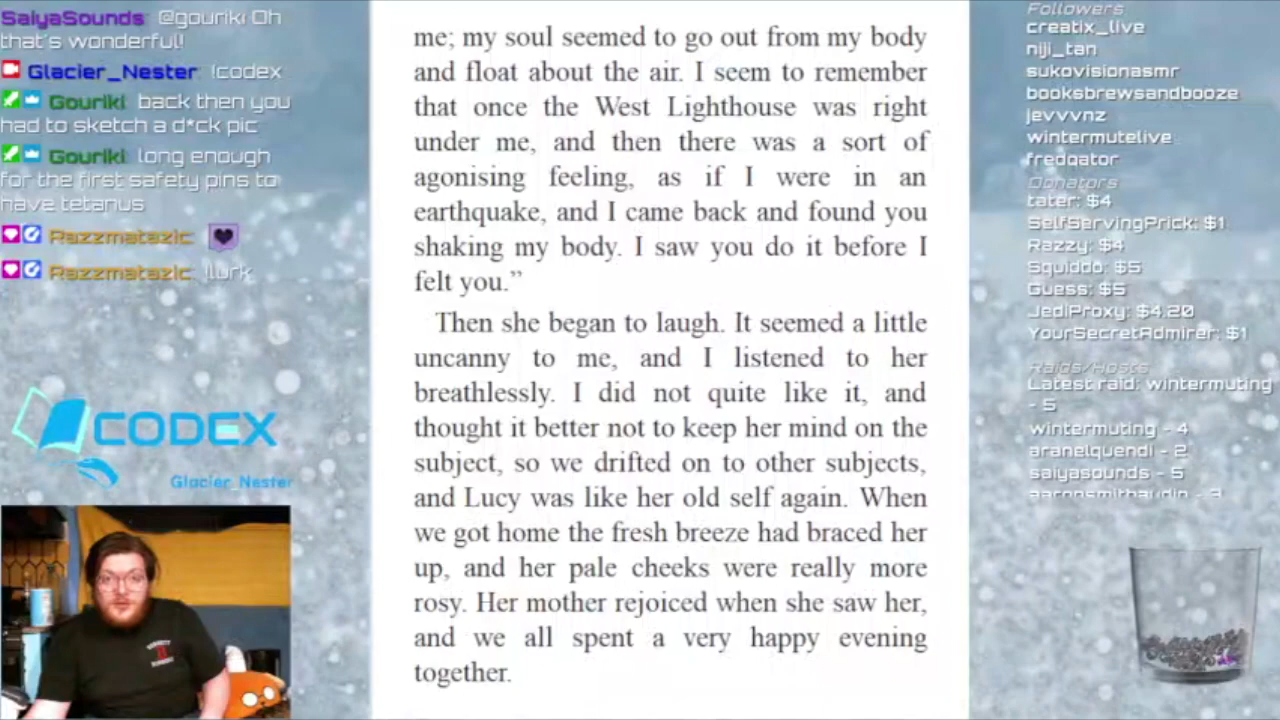 SaiyaSounds: @gouriki Oh
that's wonderful!
Glacier_Nester: !codex
Gouriki: back then you
had to sketch a d*ck pic
Gouriki: long enough
for the first safety pins to
have tetanus
Razzmatazic:
Razzmatazic: !lurk
CODEX
Glacier_Nester
me; my soul seemed to go out from my body
and float about the air. I seem to remember
that once the West Lighthouse was right
under me, and then there was a sort of
agonising feeling, as if I were in an
earthquake, and I came back and found you
shaking my body. I saw you do it before I
felt you.”
Then she began to laugh. It seemed a little
uncanny to me, and I listened to her
breathlessly. I did not quite like it, and
thought it better not to keep her mind on the
subject, so we drifted on to other subjects,
and Lucy was like her old self again. When
we got home the fresh breeze had braced her
up, and her pale cheeks were really more
rosy. Her mother rejoiced when she saw her,
and we all spent a very happy evening
together.
Followers
creatix_live
niji_tan
sukovisionasmr
booksbrewsandbooze
jevvvnz
wintermutelive
fredgator
Donators
tater: $4
SelfServingPrick: $1
Razzy: $4
Squiddo: $5
Guess: $5
JediProxy: $4.20
YourSecretAdmirer: $1
Raids/Hosts
Latest raid: wintermuting
- 5
wintermuting - 4
aranelquendi - 2
saiyasounds - 5
aaronsmithaudio - 3